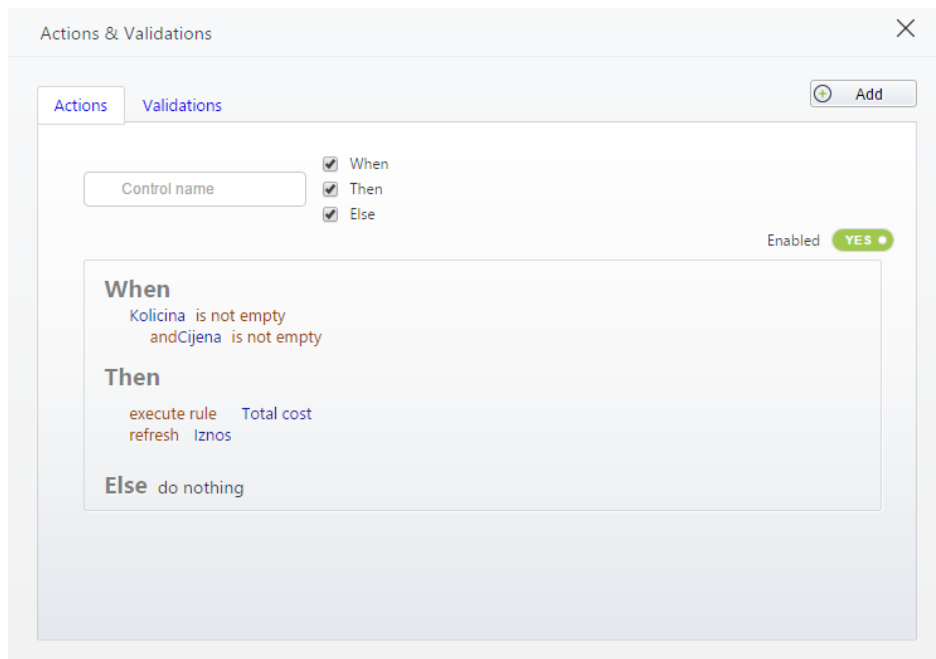 Actions & Validations
Actions Validations
Add
Control name
When
Then
Else
Enabled YES
When
Kolicina is not empty
andCijena is not empty
Then
execute rule Total cost
refresh Iznos
Else do nothing